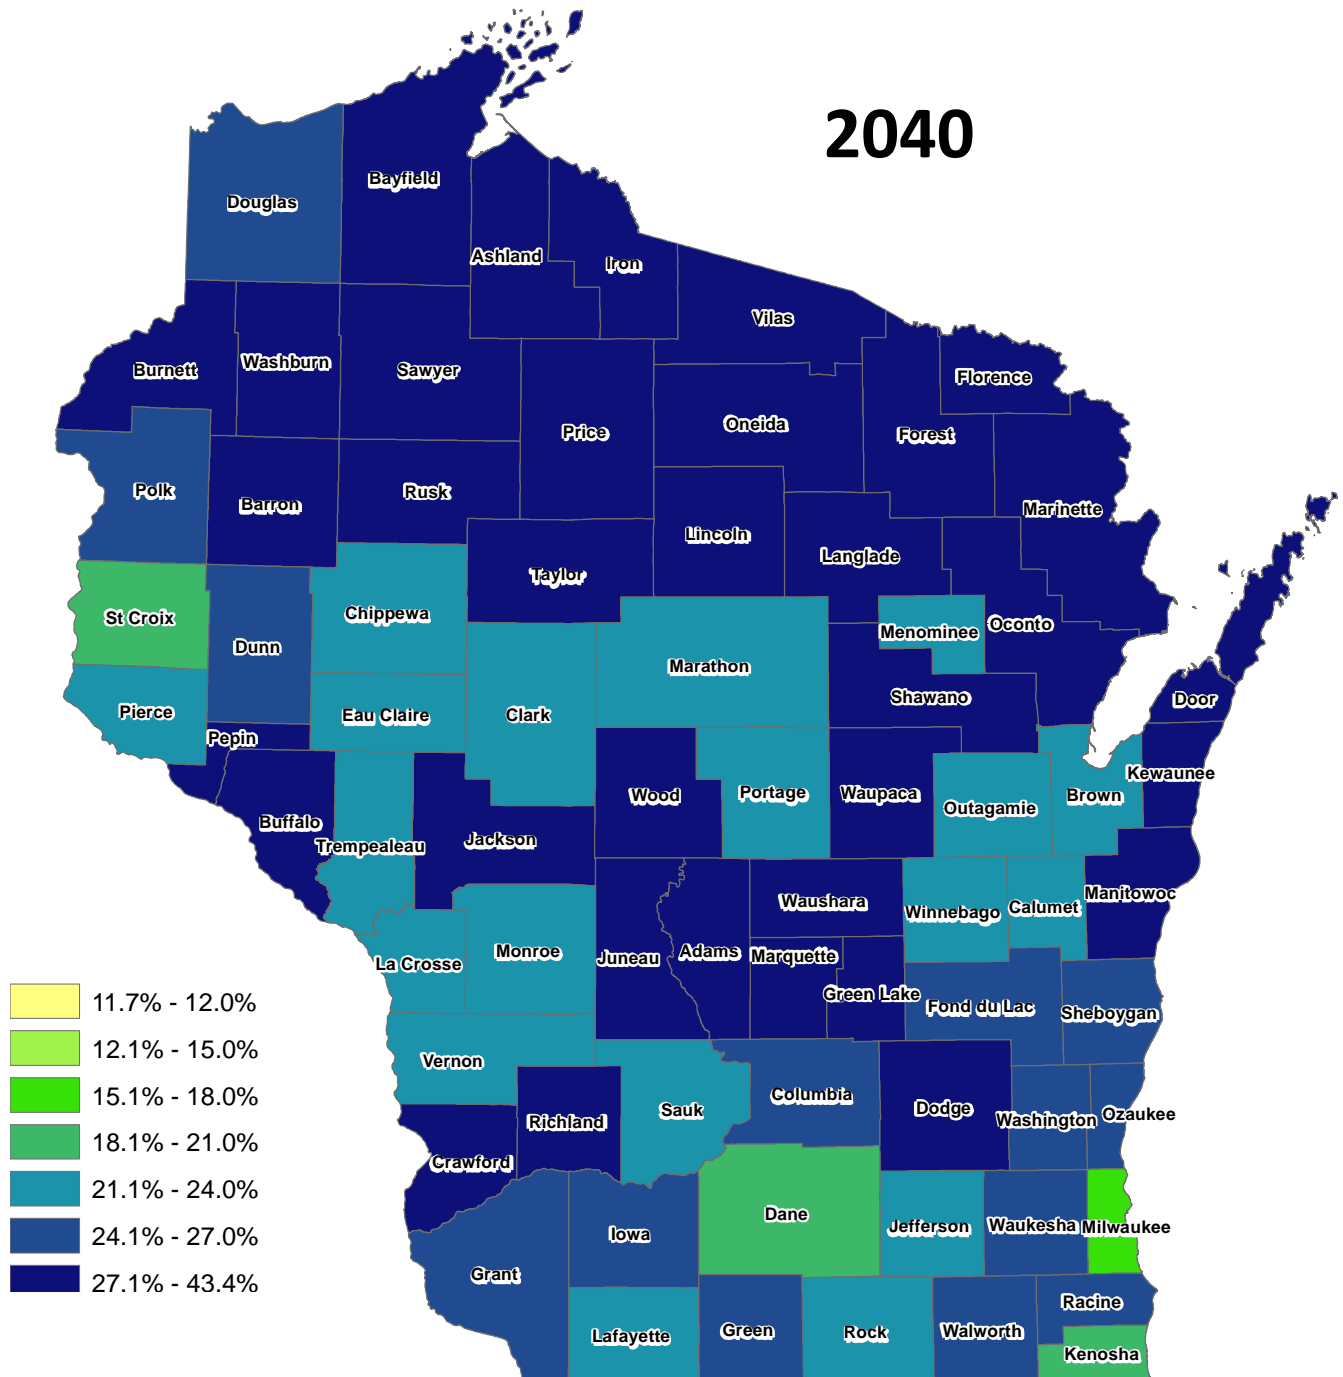 2040
Bayfield
Douglas
Ashland
Iron
Vilas
Burnett
Washburn
Sawyer
Florence
Price
Oneida
Forest
Polk
Barron
Rusk
Marinette
Lincoln
Langlade
Taylor
St Croix
Chippewa
Menominee
Oconto
Dunn
Marathon
Shawano
Door
Pierce
Eau Claire
Clark
Pepin
Kewaunee
Wood
Portage
Waupaca
Outagamie
Brown
Buffalo
Trempealeau
Jackson
Manitowoc
Waushara
Winnebago
Calumet
Monroe
Adams
Marquette
Juneau
La Crosse
Green Lake
Fond du Lac
Sheboygan
Vernon
Columbia
Dodge
Sauk
Richland
Washington
Ozaukee
Crawford
Dane
Jefferson
Waukesha
Milwaukee
Iowa
Grant
Racine
Lafayette
Green
Rock
Walworth
Kenosha
11.7% - 12.0%
12.1% - 15.0%
15.1% - 18.0%
18.1% - 21.0%
21.1% - 24.0%
24.1% - 27.0%
27.1% - 43.4%